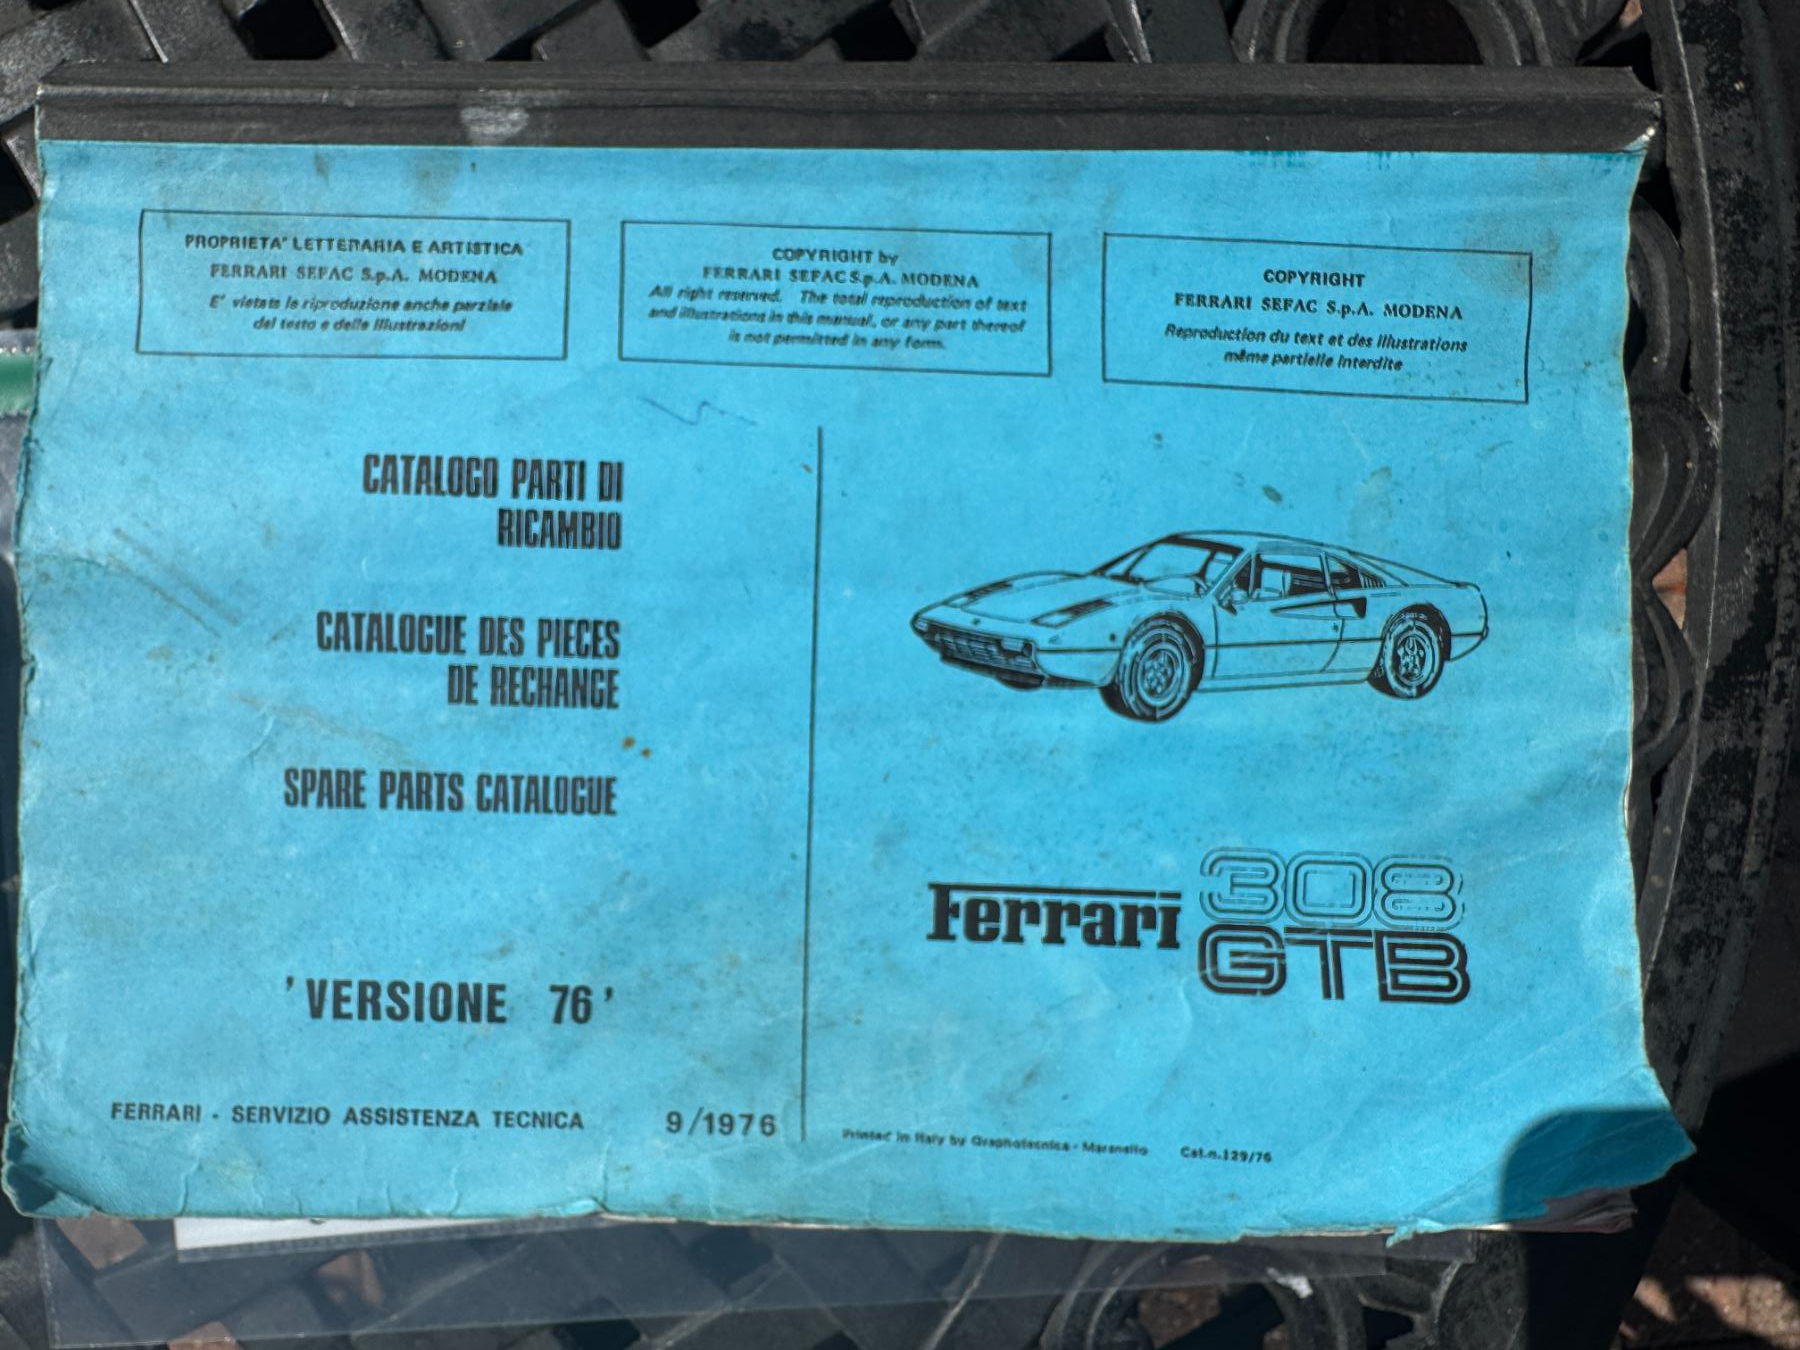 PROPRIETA' LETTERARIA E ARTISTICA
FERRARI SEFAC S.p.A. MODENA
E' vietata la riproduzione anche parziale
del testo e delle illustrazioni
COPYRIGHT by
FERRARI SEFAC S.p.A. MODENA
All right reserved. The total reproduction of text
and illustrations in this manual, or any part thereof
is not permitted in any form.
COPYRIGHT
FERRARI SEFAC S.p.A. MODENA
Reproduction du text et des illustrations
même partielle interdite
CATALOGO PARTI DI
RICAMBIO
CATALOGUE DES PIECES
DE RECHANGE
SPARE PARTS CATALOGUE
' VERSIONE 76 '
FERRARI - SERVIZIO ASSISTENZA TECNICA
9/1976
Ferrari 308
GTB
Printed in Italy by Graphotecnica - Maranello Cat.n.129/76